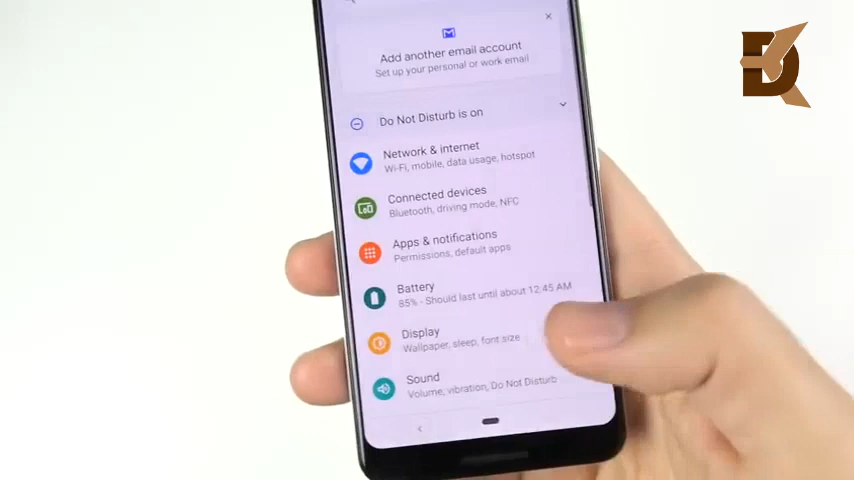 Add another email account
Set up your personal or work email
Do Not Disturb is on
Network & internet
Wi-Fi, mobile, data usage, hotspot
Connected devices
Bluetooth, driving mode, NFC
Apps & notifications
Permissions, default apps
Battery
85% - Should last until about 12:45 AM
Display
Wallpaper, sleep, font size
Sound
Volume, vibration, Do Not Disturb